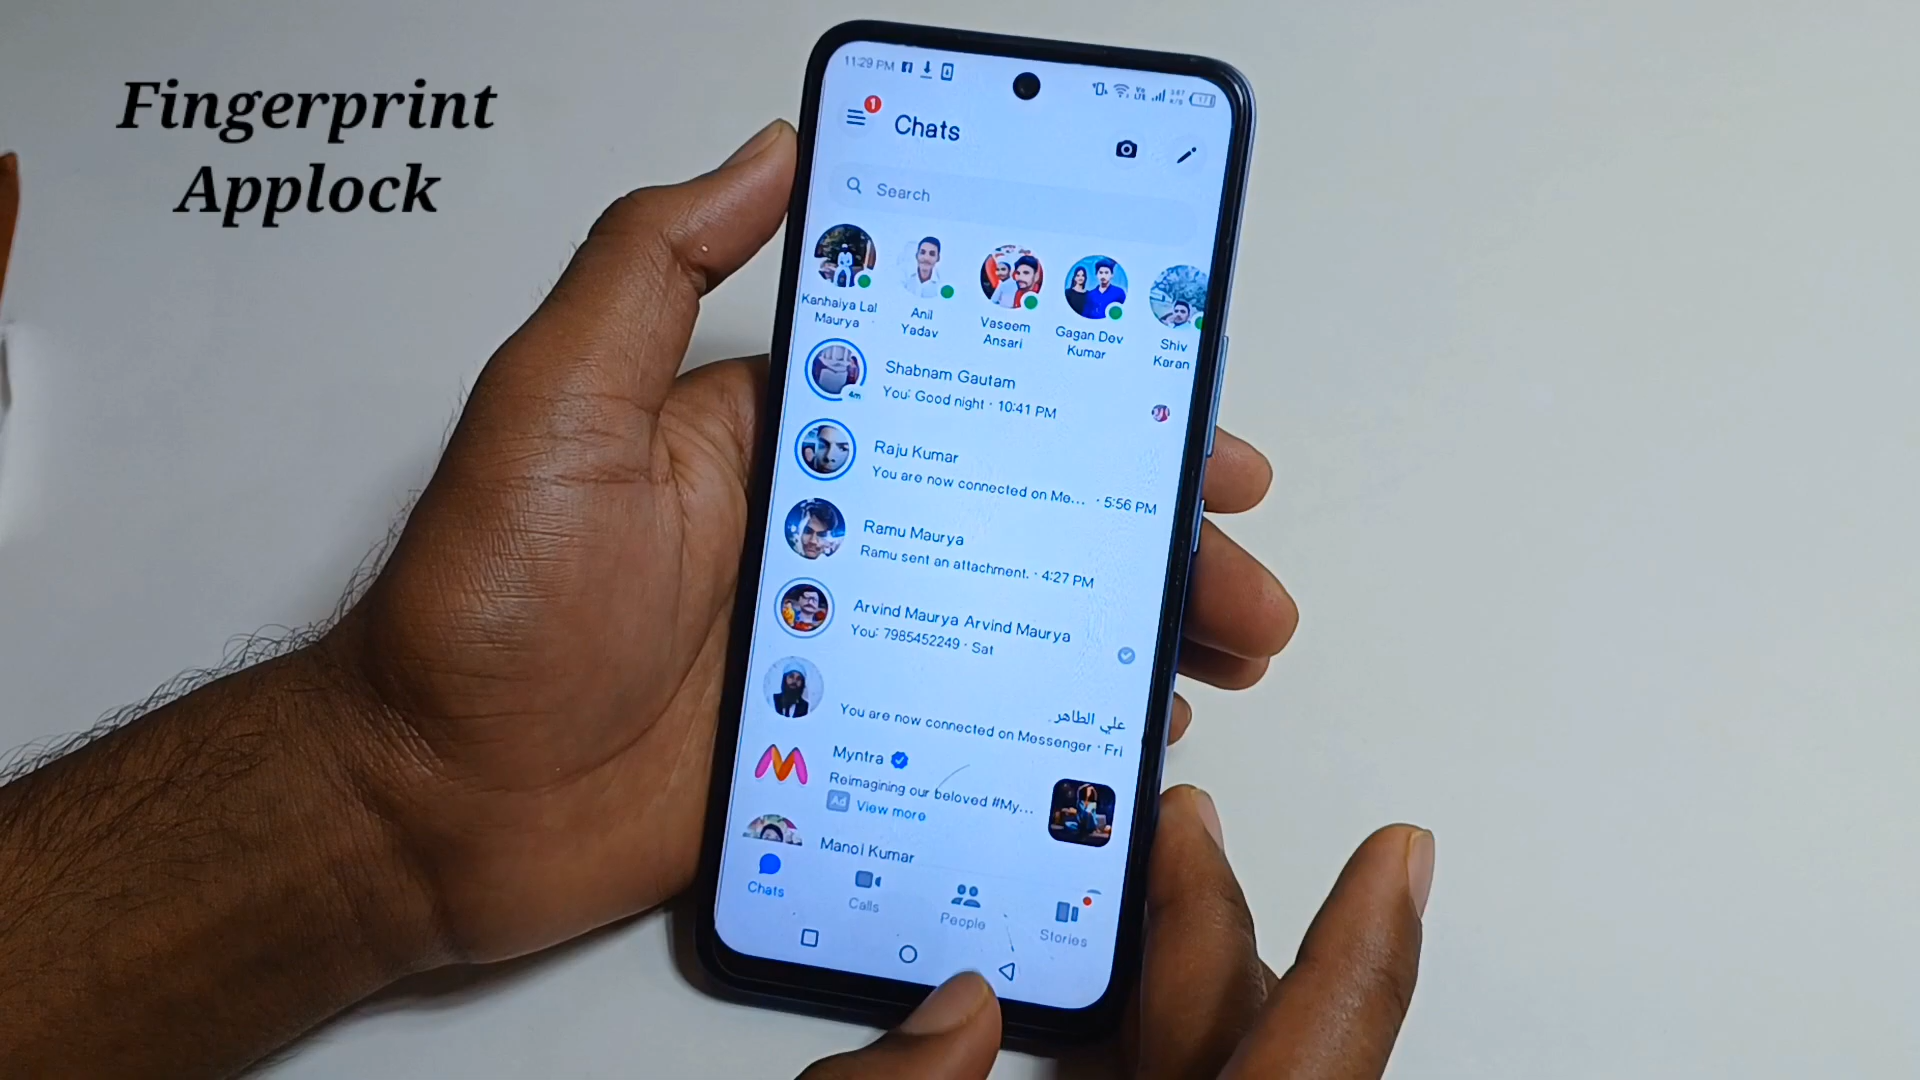 Fingerprint
Applock
11:29 PM
1
Chats
Search
Kanhaiya Lal
Maurya
Anil
Yadav
Vaseem
Ansari
Gagan Dev
Kumar
Shiv
Karan
Shabnam Gautam
You: Good night · 10:41 PM
4m
Raju Kumar
You are now connected on Me... · 5:56 PM
Ramu Maurya
Ramu sent an attachment. · 4:27 PM
Arvind Maurya Arvind Maurya
You: 7985452249 · Sat
علي الطاهر
You are now connected on Messenger · Fri
Myntra
Reimagining our beloved #My...
Ad View more
Manoj Kumar
Chats
Calls
People
Stories